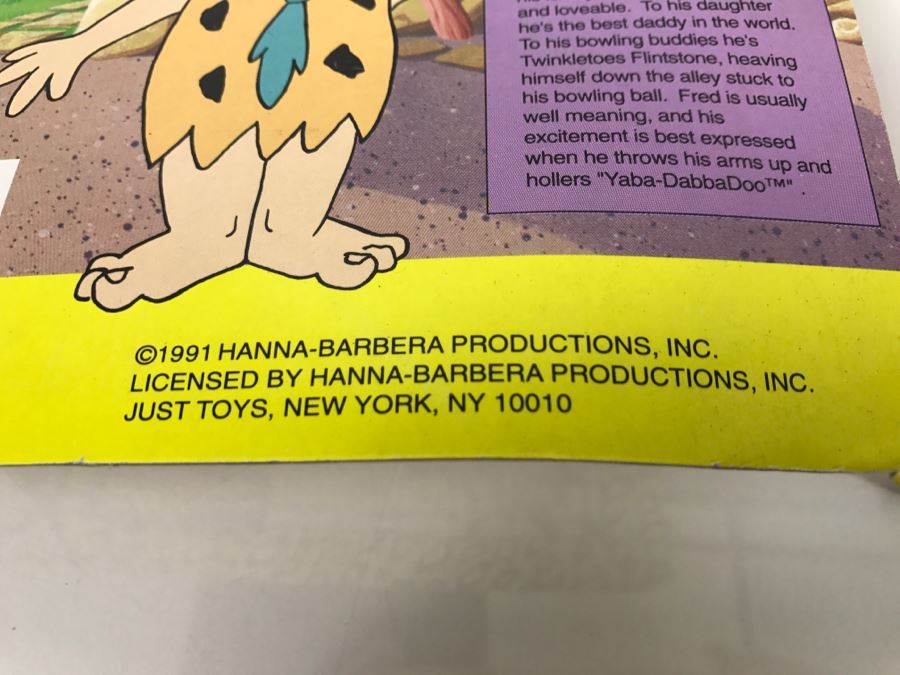 and loveable. To his daughter
he's the best daddy in the world.
To his bowling buddies he's
Twinkletoes Flintstone, heaving
himself down the alley stuck to
his bowling ball. Fred is usually
well meaning, and his
excitement is best expressed
when he throws his arms up and
hollers "Yaba-DabbaDoo™" .
©1991 HANNA-BARBERA PRODUCTIONS, INC.
LICENSED BY HANNA-BARBERA PRODUCTIONS, INC.
JUST TOYS, NEW YORK, NY 10010